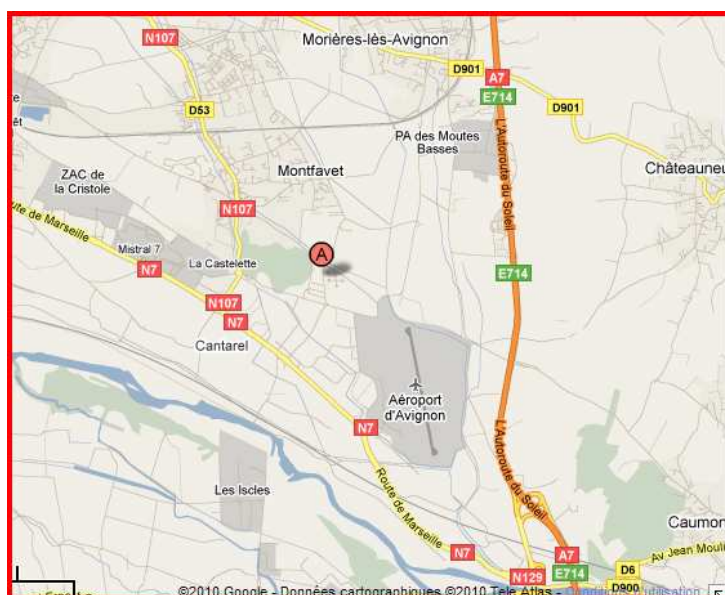 N107
Morières-lès-Avignon
D901
A7
E714
D901
D53
PA des Moutes
Basses
L'Autoroute du Soleil
Montfavet
Châteauneu
ZAC de
la Cristole
N107
Route de Marseille
Mistral 7
La Castelette
N7
E714
N107
N7
Cantarel
Aéroport
d'Avignon
N7
L'Autoroute du Soleil
Les Iscles
Route de Marseille
Caumon
N7
A7
Av Jean Mouli
D6
E714
N129
D900
©2010 Google - Données cartographiques ©2010 Tele Atlas -